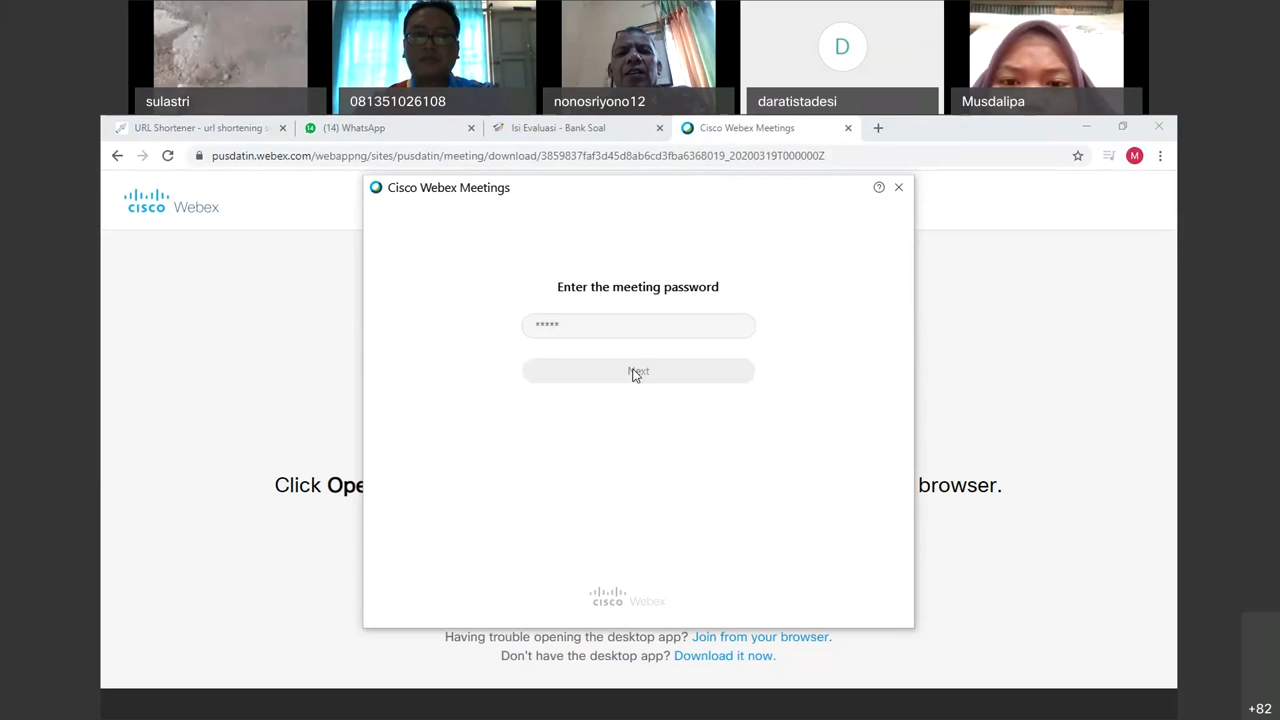 sulastri
081351026108
nonosriyono12
D
daratistadesi
Musdalipa
URL Shortener - url shortening s
(14) WhatsApp
Isi Evaluasi - Bank Soal
Cisco Webex Meetings
pusdatin.webex.com/webappng/sites/pusdatin/meeting/download/3859837faf3d45d8ab6cd3fba6368019_20200319T000000Z
M
CISCO Webex
Cisco Webex Meetings
Enter the meeting password
*****
Next
Click Ope
browser.
CISCO Webex
Having trouble opening the desktop app? Join from your browser.
Don't have the desktop app? Download it now.
+82